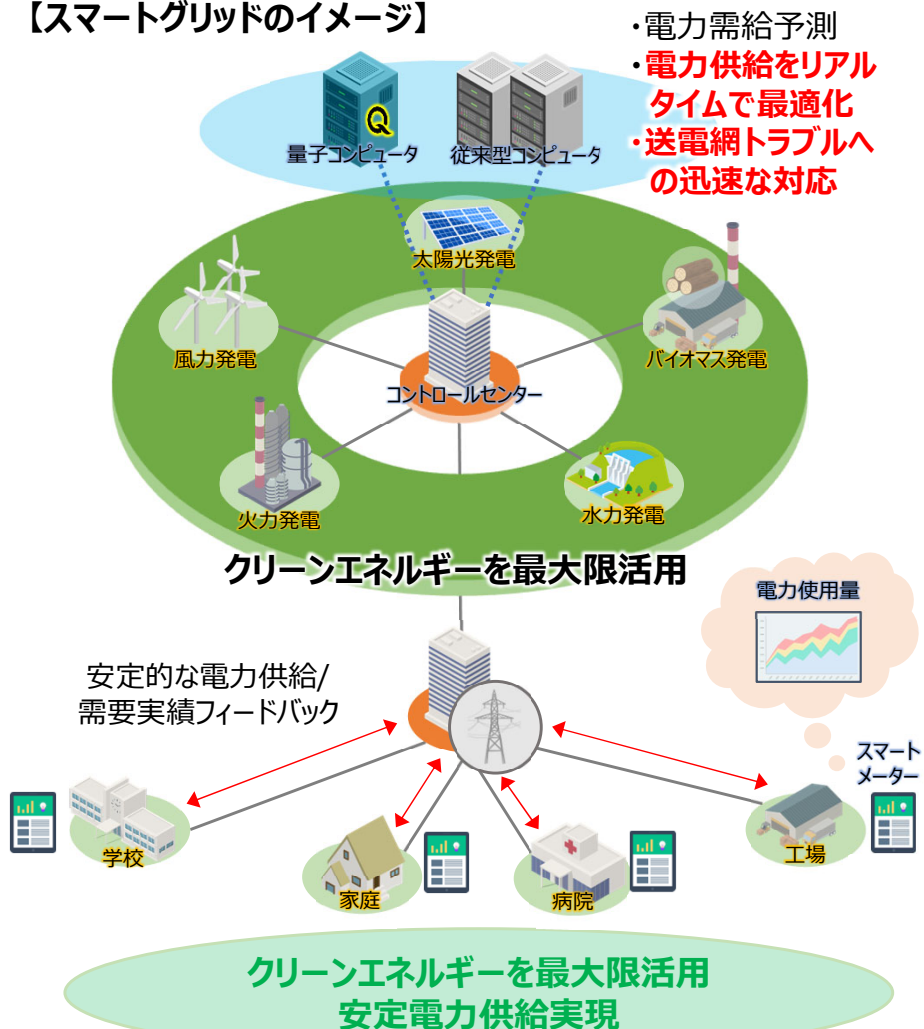 【スマートグリッドのイメージ】
・電力需給予測
・電力供給をリアル
タイムで最適化
・送電網トラブルへ
の迅速な対応
Q
量子コンピュータ
従来型コンピュータ
太陽光発電
風力発電
バイオマス発電
コントロールセンター
火力発電
水力発電
クリーンエネルギーを最大限活用
電力使用量
安定的な電力供給/
需要実績フィードバック
スマート
メーター
学校
工場
家庭
病院
クリーンエネルギーを最大限活用
安定電力供給実現